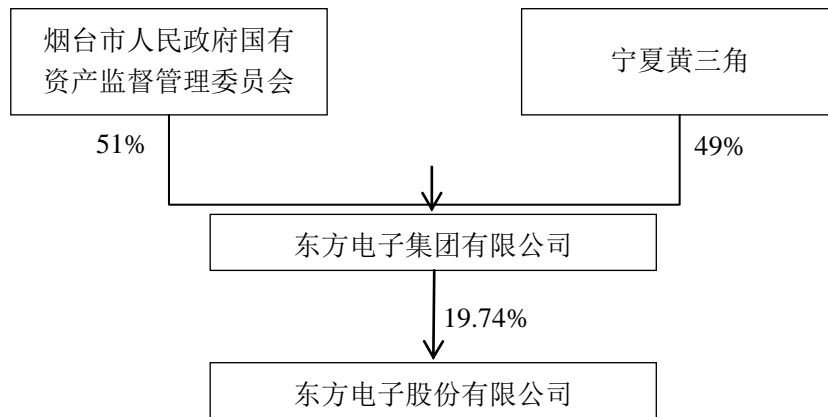 烟台市人民政府国有
资产监督管理委员会
宁夏黄三角
51%
49%
东方电子集团有限公司
19.74%
东方电子股份有限公司